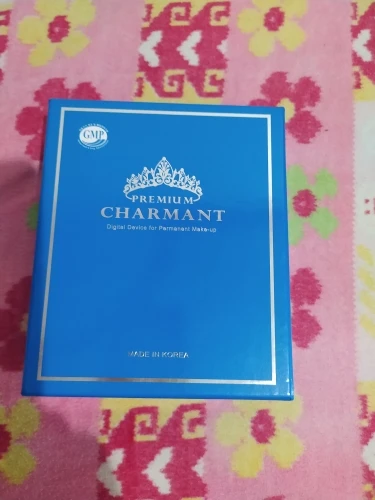 GMP
PREMIUM
CHARMANT
Digital Device for Permanent Make-up
MADE IN KOREA